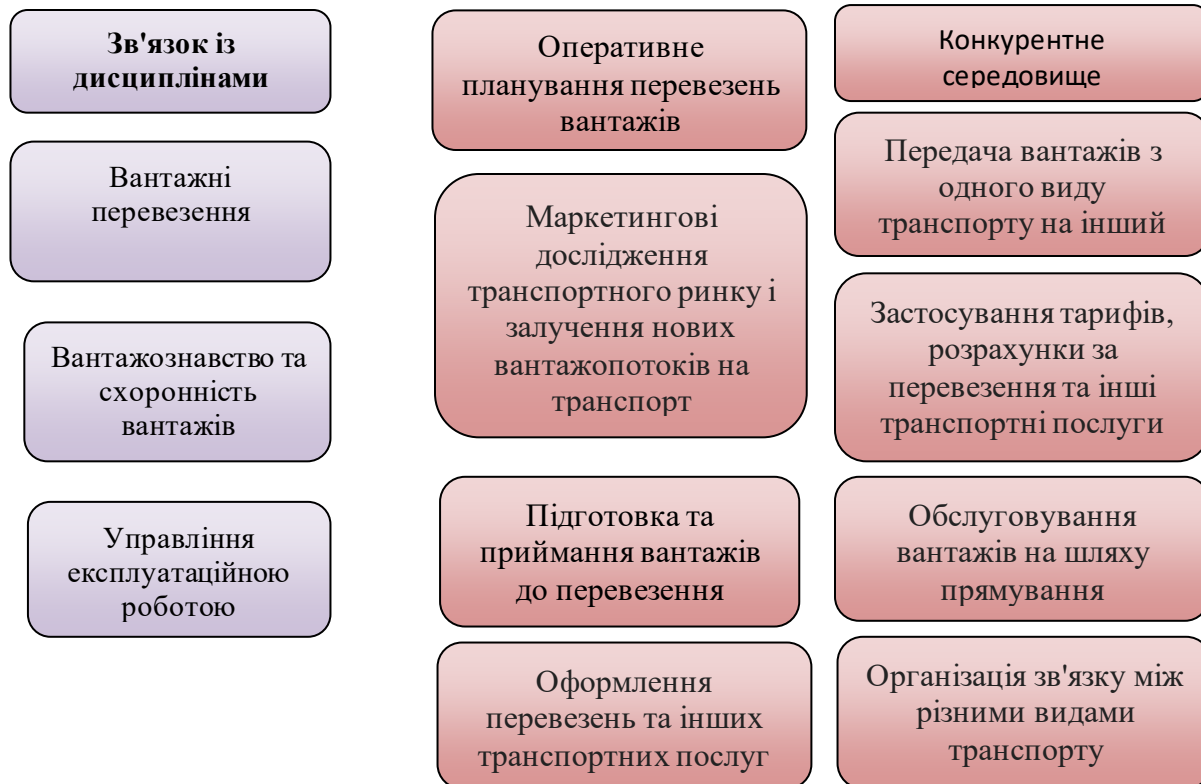 Зв'язок із
дисциплінами
Вантажні
перевезення
Вантажознавство та
схоронність
вантажів
Управління
експлуатаційною
роботою
Оперативне
планування перевезень
вантажів
Маркетингові
дослідження
транспортного ринку і
залучення нових
вантажопотоків на
транспорт
Підготовка та
приймання вантажів
до перевезення
Оформлення
перевезень та інших
транспортних послуг
Конкурентне
середовище
Передача вантажів з
одного виду
транспорту на інший
Застосування тарифів,
розрахунки за
перевезення та інші
транспортні послуги
Обслуговування
вантажів на шляху
прямування
Організація зв'язку між
різними видами
транспорту